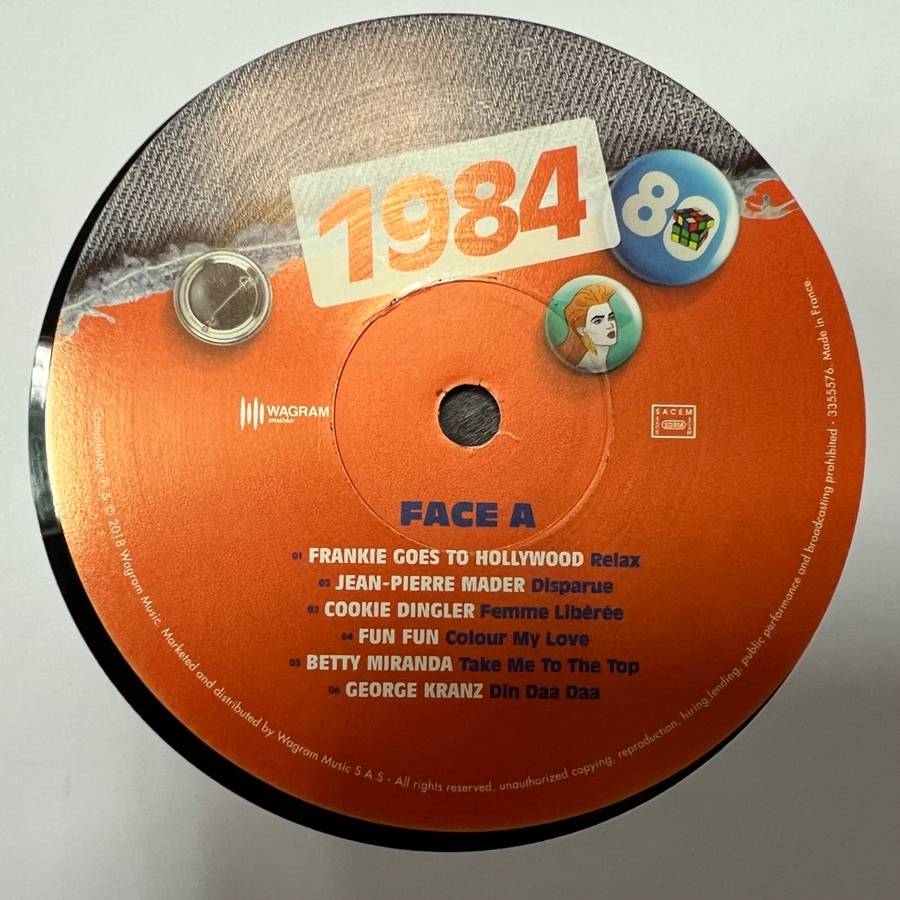 1984
80
WAGRAM
music
SACEM
FACE A
01 FRANKIE GOES TO HOLLYWOOD Relax
02 JEAN-PIERRE MADER Disparue
03 COOKIE DINGLER Femme Libérée
04 FUN FUN Colour My Love
05 BETTY MIRANDA Take Me To The Top
06 GEORGE KRANZ Din Daa Daa
Compilation ℗ & © 2018 Wagram Music. Marketed and distributed by Wagram Music S.A.S - All rights reserved, unauthorized copying, reproduction, hiring, lending, public performance and broadcasting prohibited - 3355576. Made in France.